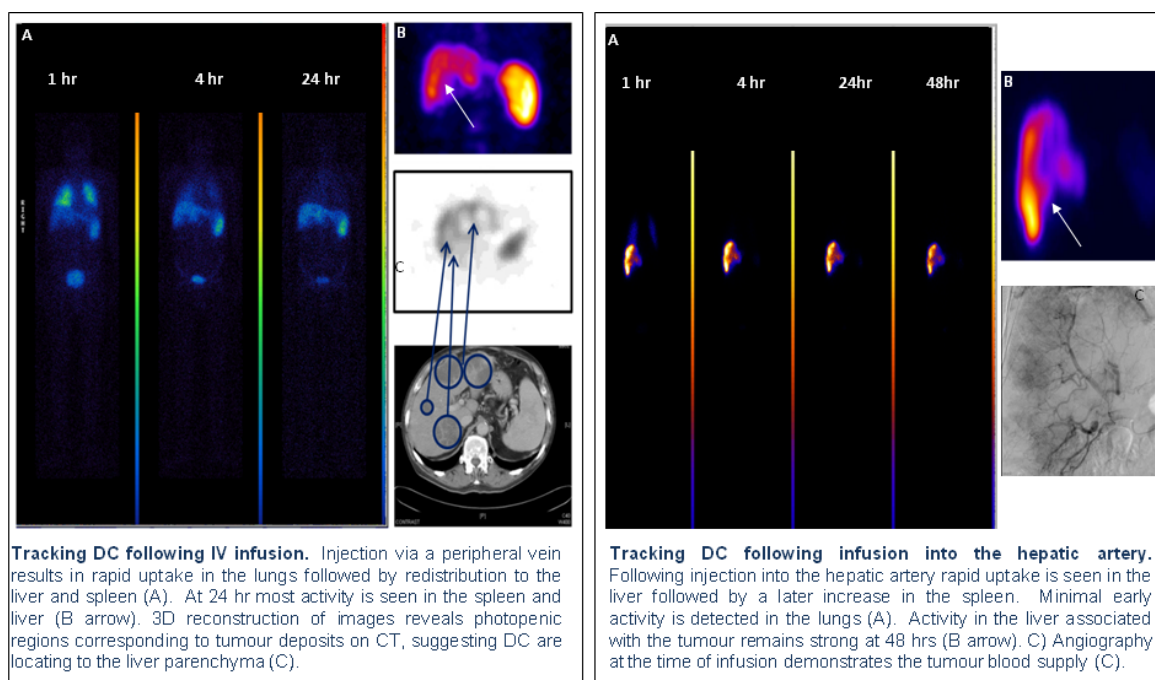 A
1 hr
4 hr
24 hr
RIGHT
B
C
Tracking DC following IV infusion. Injection via a peripheral vein
results in rapid uptake in the lungs followed by redistribution to the
liver and spleen (A). At 24 hr most activity is seen in the spleen and
liver (B arrow). 3D reconstruction of images reveals photopenic
regions corresponding to tumour deposits on CT, suggesting DC are
locating to the liver parenchyma (C).
A
1 hr
4 hr
24hr
48hr
B
C
Tracking DC following infusion into the hepatic artery.
Following injection into the hepatic artery rapid uptake is seen in the
liver followed by a later increase in the spleen. Minimal early
activity is detected in the lungs (A). Activity in the liver associated
with the tumour remains strong at 48 hrs (B arrow). C) Angiography
at the time of infusion demonstrates the tumour blood supply (C).